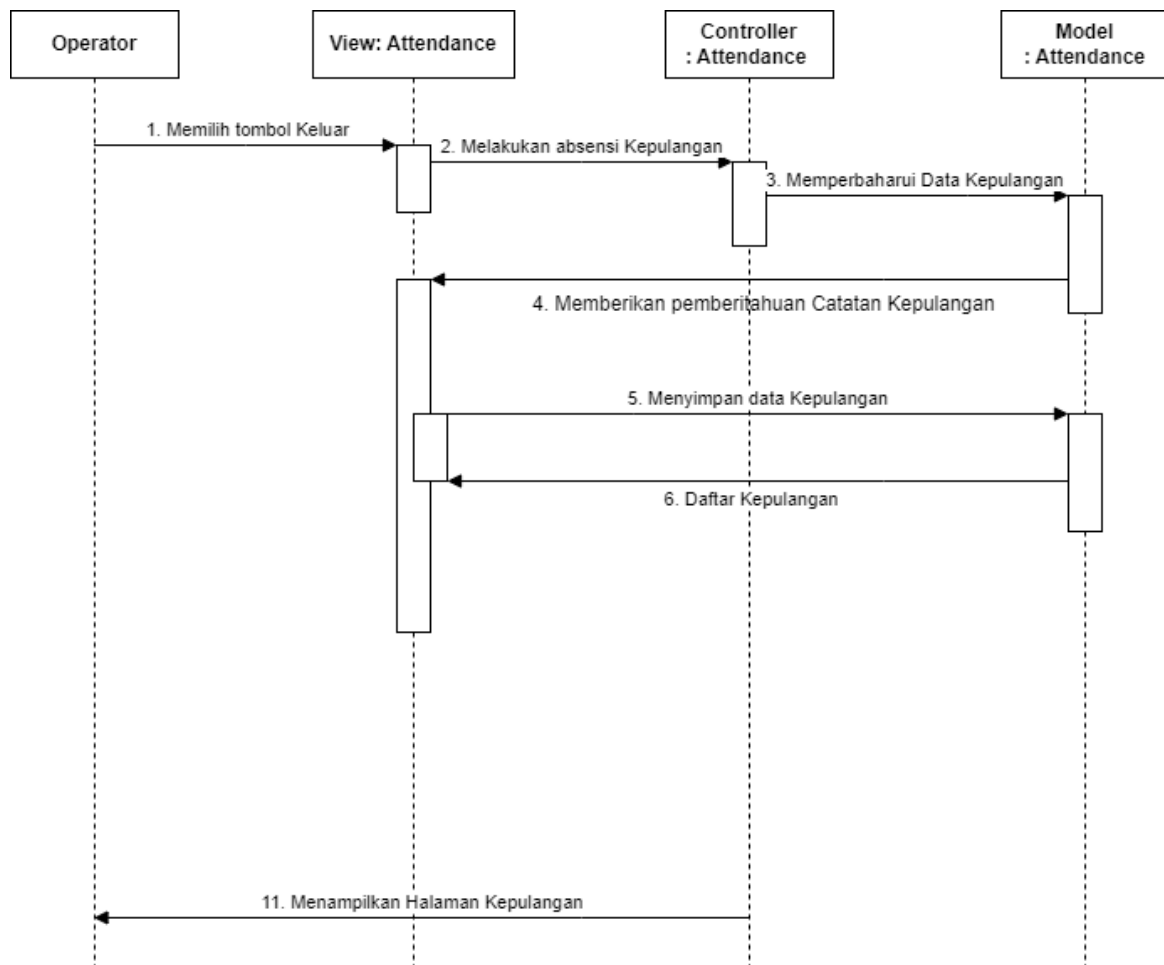 Operator
View: Attendance
Controller
: Attendance
Model
: Attendance
1. Memilih tombol Keluar
2. Melakukan absensi Kepulangan
3. Memperbaharui Data Kepulangan
4. Memberikan pemberitahuan Catatan Kepulangan
5. Menyimpan data Kepulangan
6. Daftar Kepulangan
11. Menampilkan Halaman Kepulangan